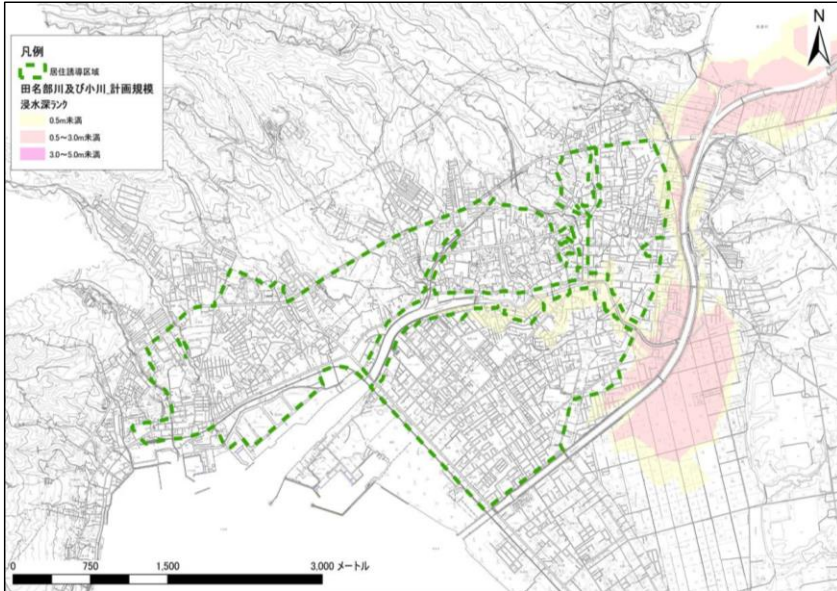 凡例
居住誘導区域
田名部川及び小川_計画規模
浸水深ランク
0.5m未満
0.5～3.0m未満
3.0～5.0m未満
N
0 750 1,500 3,000 メートル